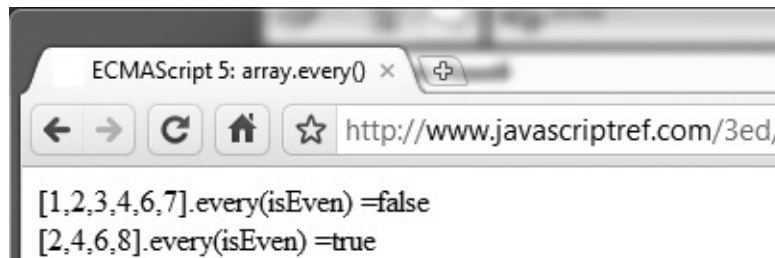 ECMAScript 5: array.every()
http://www.javascriptref.com/3ed/
[1,2,3,4,6,7].every(isEven) =false
[2,4,6,8].every(isEven) =true